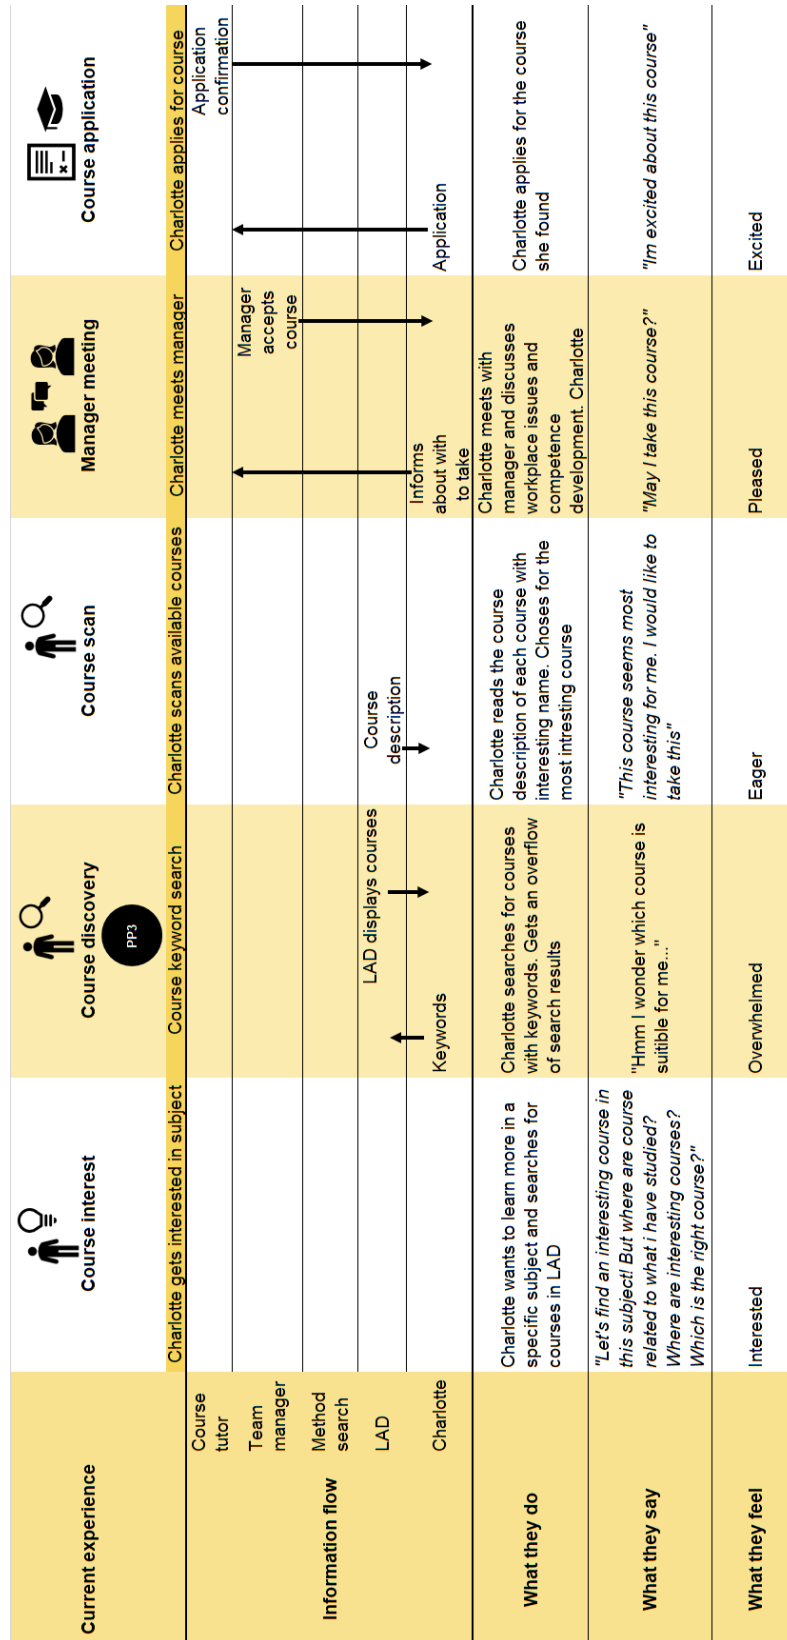 Current experience
Course interest
Course discovery
PP3
Course scan
Manager meeting
Course application
Charlotte gets interested in subject
Course keyword search
Charlotte scans available courses
Charlotte meets manager
Charlotte applies for course
Information flow
Course
tutor
Application
confirmation
Team
manager
Manager
accepts
course
Method
search
LAD
LAD displays courses
Course
description
Charlotte
Keywords
Informs
about with
to take
Application
What they do
Charlotte wants to learn more in a
specific subject and searches for
courses in LAD
Charlotte searches for courses
with keywords. Gets an overflow
of search results
Charlotte reads the course
description of each course with
interesting name. Choses for the
most intresting course
Charlotte meets with
manager and discusses
workplace issues and
competence
development. Charlotte
Charlotte applies for the course
she found
What they say
"Let's find an interesting course in
this subject! But where are course
related to what i have studied?
Where are interesting courses?
Which is the right course?"
"Hmm I wonder which course is
suitible for me..."
"This course seems most
interesting for me. I would like to
take this"
"May I take this course?"
"Im excited about this course"
What they feel
Interested
Overwhelmed
Eager
Pleased
Excited